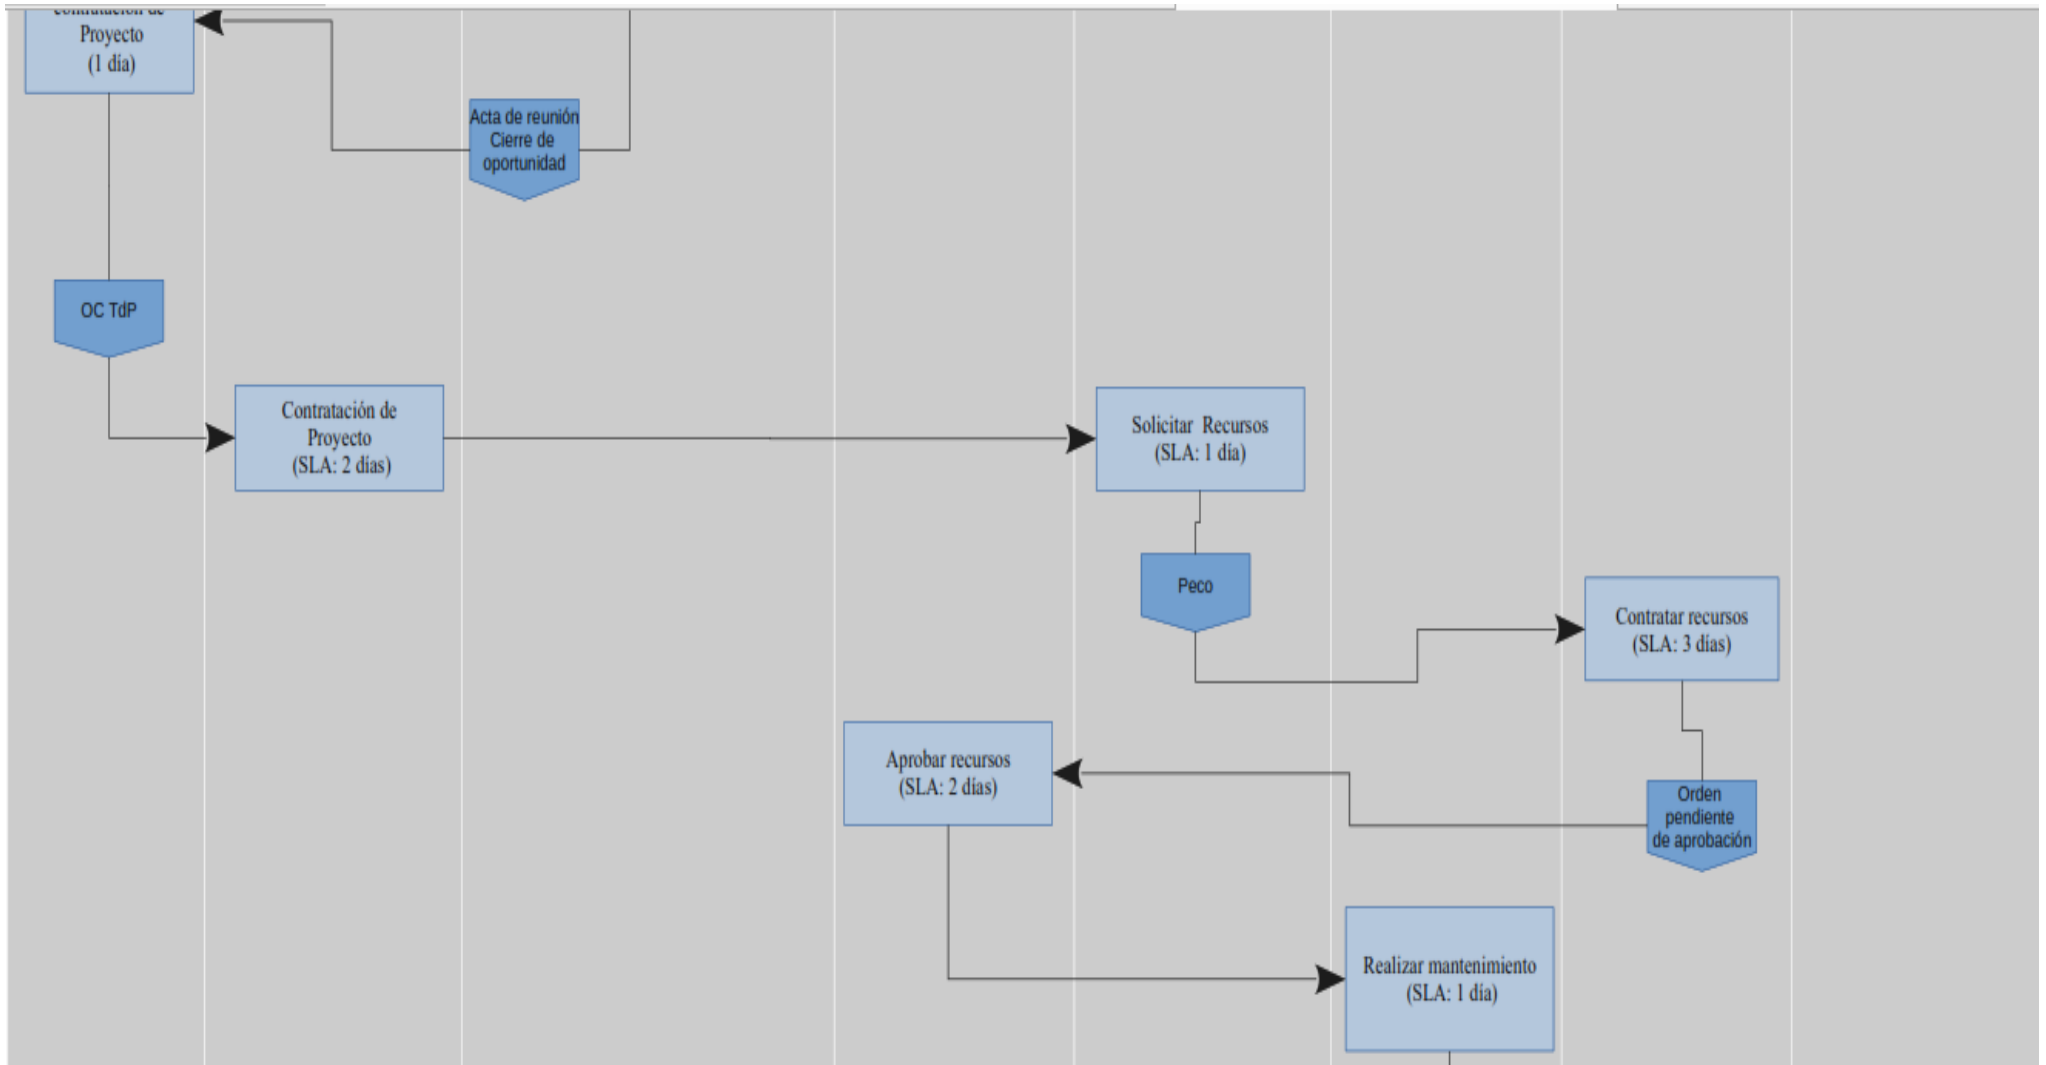 contratación de
Proyecto
(1 día)
Acta de reunión
Cierre de
oportunidad
OC TdP
Contratación de
Proyecto
(SLA: 2 días)
Solicitar Recursos
(SLA: 1 día)
Peco
Contratar recursos
(SLA: 3 días)
Aprobar recursos
(SLA: 2 días)
Orden
pendiente
de aprobación
Realizar mantenimiento
(SLA: 1 día)